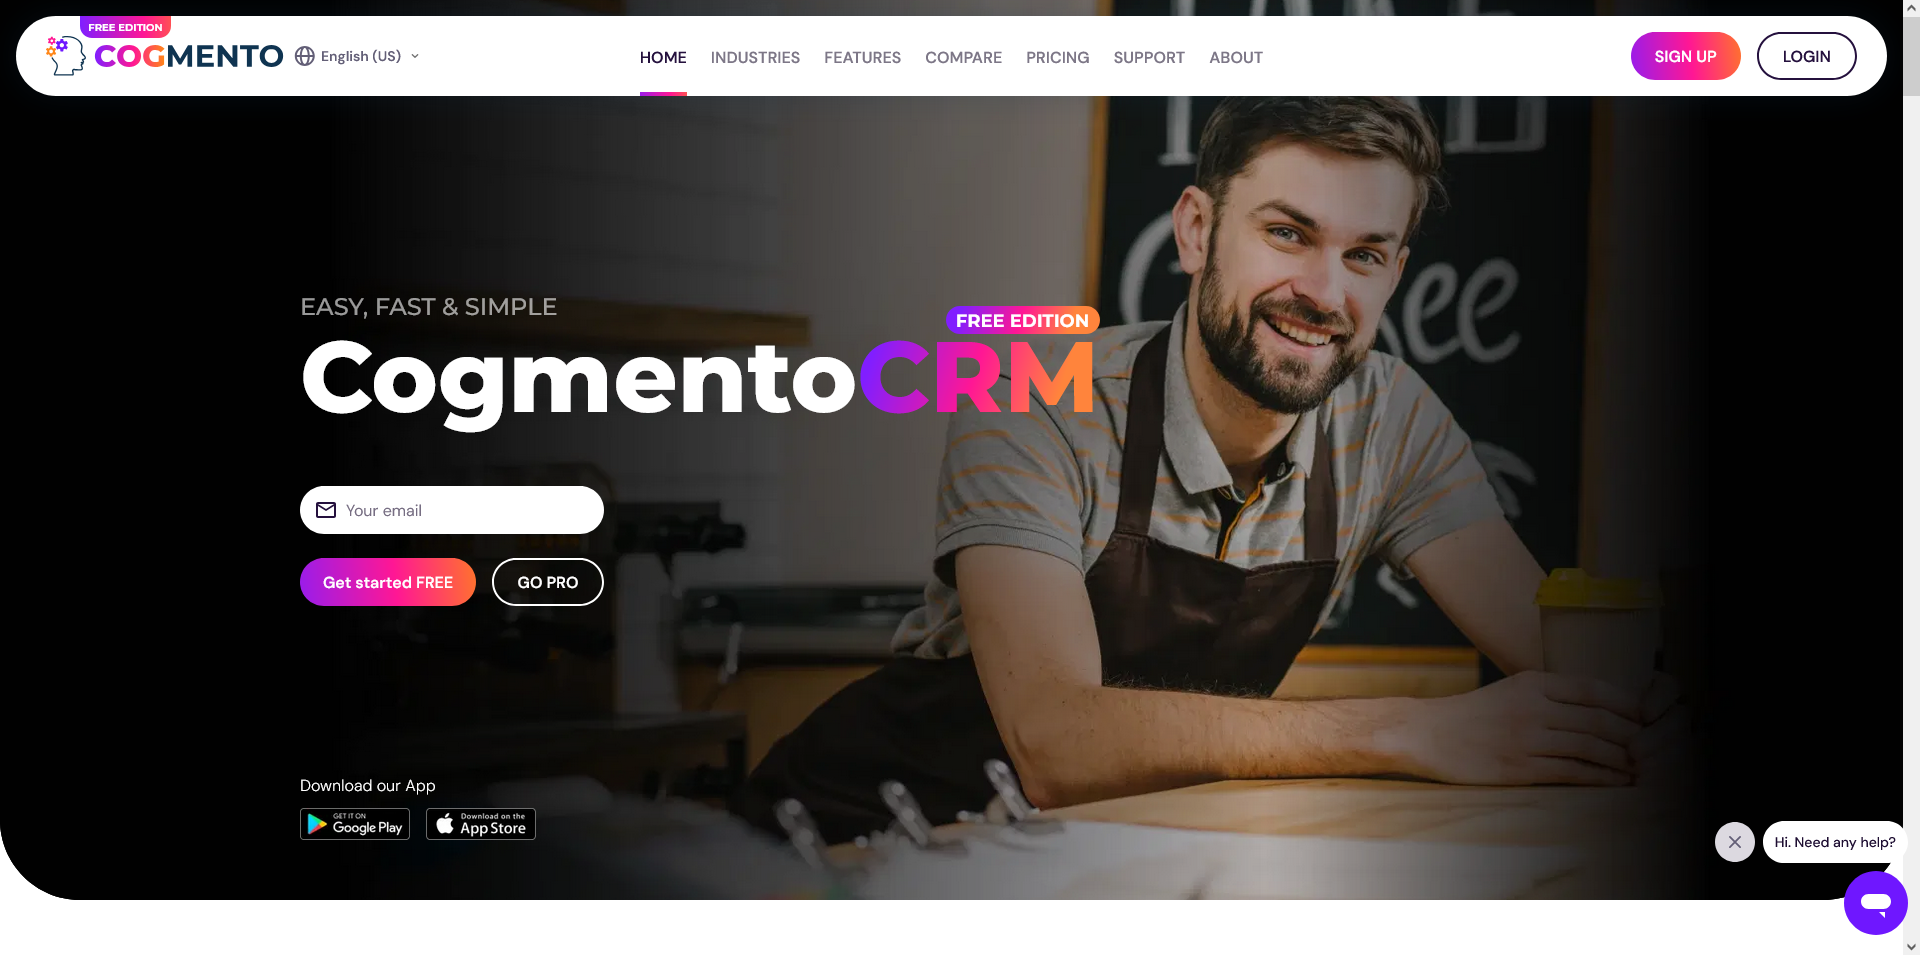 FREE EDITION
COGMENTO
English (US)
HOME INDUSTRIES FEATURES COMPARE PRICING SUPPORT ABOUT
SIGN UP
LOGIN
EASY, FAST & SIMPLE
FREE EDITION
CogmentoCRM
Your email
Get started FREE
GO PRO
Download our App
GET IT ON
Google Play
Download on the
App Store
Hi. Need any help?